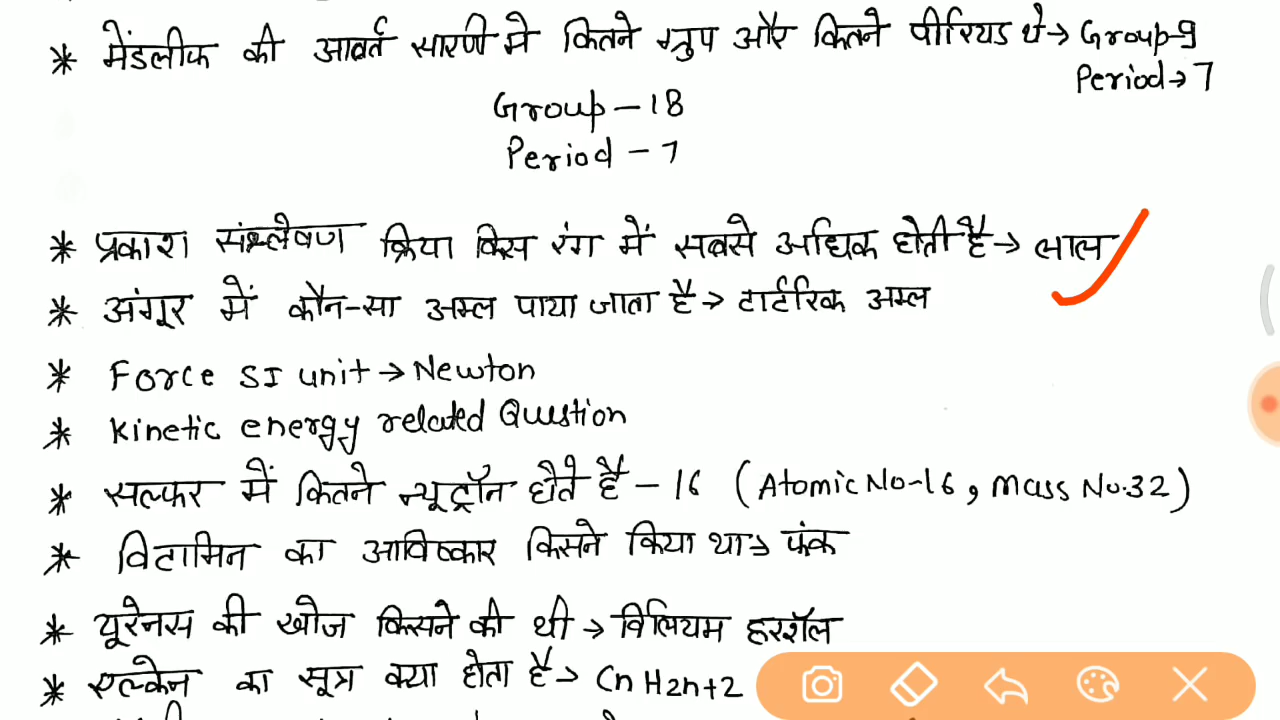 * मेंडलीफ की आवर्त सारणी मे कितने ग्रुप और कितने पीरियड थे→ Group-9
Period→7
Group-18
Period-7
* प्रकाश संश्लेषण क्रिया किस रंग में सबसे अधिक होती है→ लाल
* अंगूर में कौन-सा अम्ल पाया जाता है→ टार्टरिक अम्ल
* Force SI unit→Newton
* Kinetic energy related Question
* सल्फर में कितने न्यूट्रॉन होते है - 16 (Atomic No-16, Mass No.32)
* विटामिन का आविष्कार किसने किया था→ फंक
* यूरेनस की खोज किसने की थी → विलियम हरशॅल
* एल्केन का सूत्र क्या होता है→ CnH2n+2